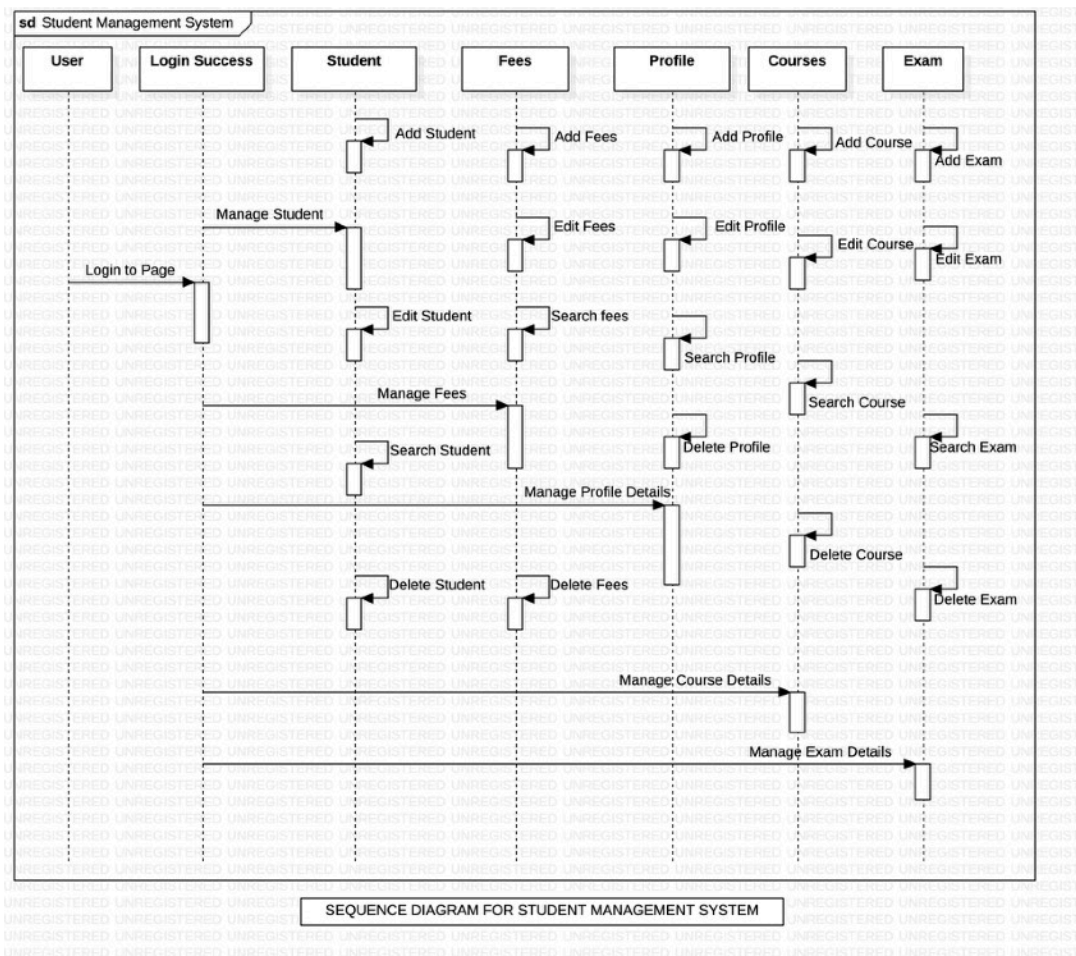 sd Student Management System
User
Login Success
Student
Fees
Profile
Courses
Exam
Add Student
Add Fees
Add Profile
Add Course
Add Exam
Manage Student
Edit Fees
Edit Profile
Edit Course
Edit Exam
Login to Page
Edit Student
Search fees
Search Profile
Manage Fees
Search Course
Search Student
Delete Profile
Search Exam
Manage Profile Details
Delete Course
Delete Student
Delete Fees
Delete Exam
Manage Course Details
Manage Exam Details
SEQUENCE DIAGRAM FOR STUDENT MANAGEMENT SYSTEM
UNREGISTERED